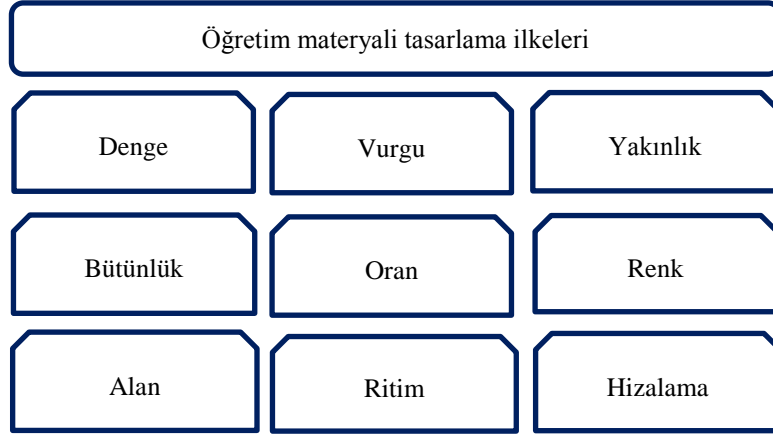 Öğretim materyali tasarlama ilkeleri
Denge
Vurgu
Yakınlık
Bütünlük
Oran
Renk
Alan
Ritim
Hizalama